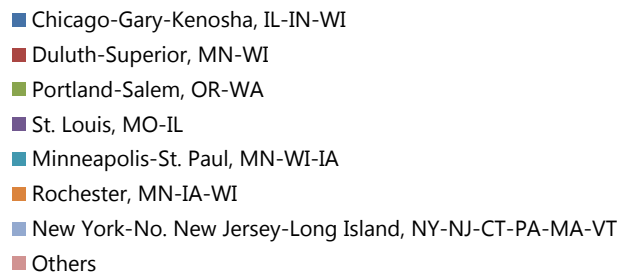 Chicago-Gary-Kenosha, IL-IN-WI
Duluth-Superior, MN-WI
Portland-Salem, OR-WA
St. Louis, MO-IL
Minneapolis-St. Paul, MN-WI-IA
Rochester, MN-IA-WI
New York-No. New Jersey-Long Island, NY-NJ-CT-PA-MA-VT
Others